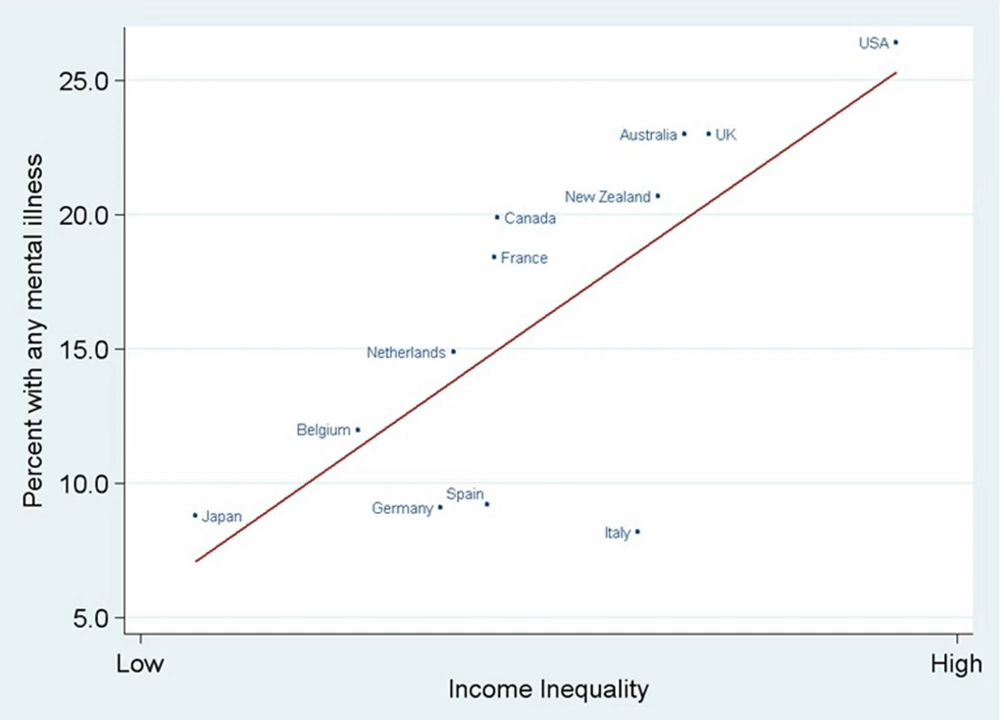 USA
25.0
Australia
UK
New Zealand
20.0
Canada
France
15.0
Netherlands
Belgium
10.0
Spain
Germany
Japan
Italy
5.0
Percent with any mental illness
Low
High
Income Inequality